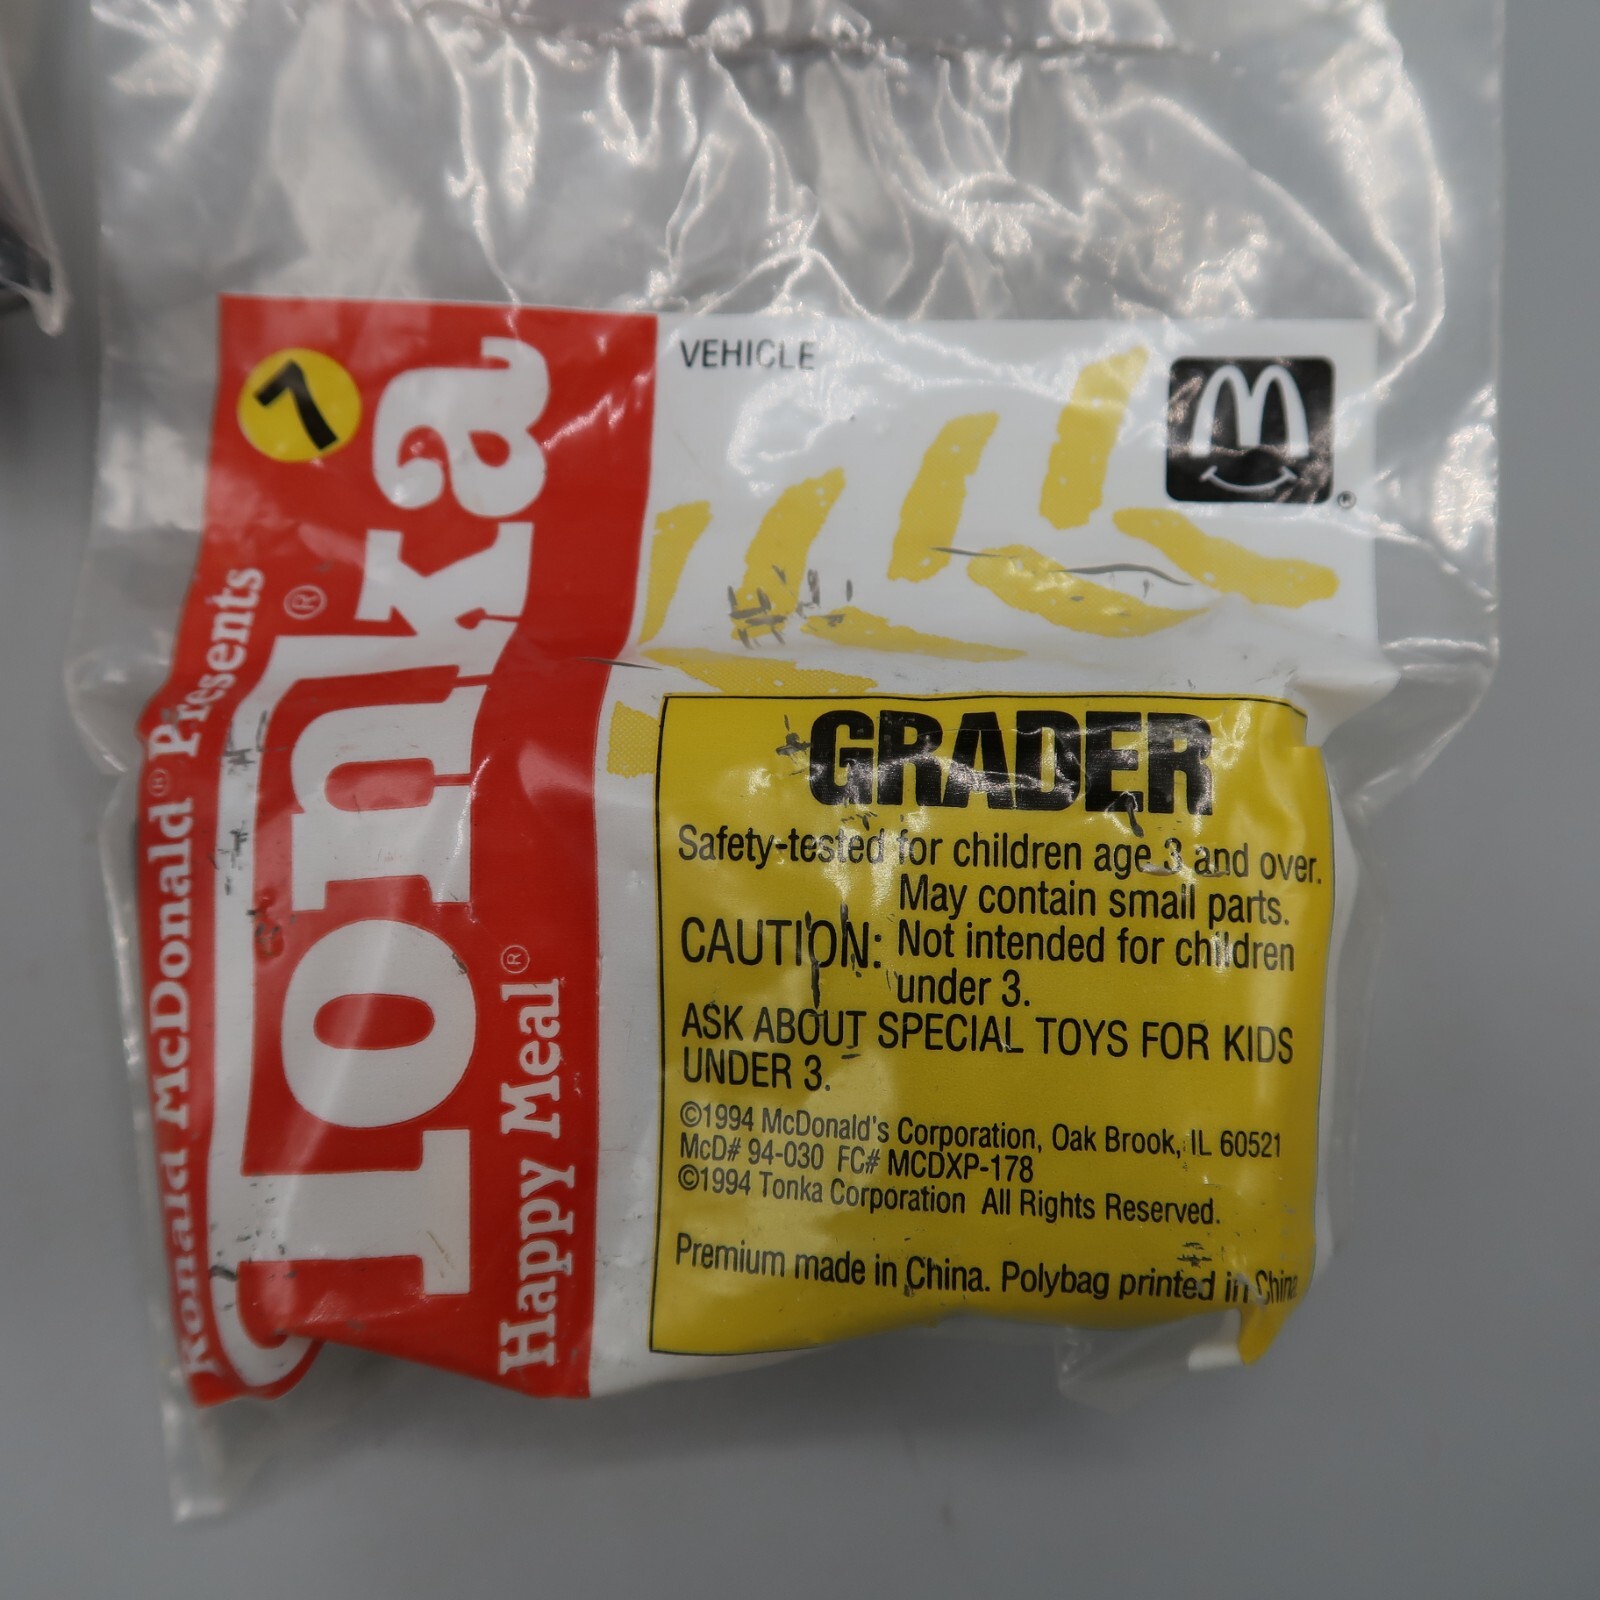 7
Ronald McDonald® Presents
Tonka®
Happy Meal®
VEHICLE
M®
GRADER
Safety-tested for children age 3 and over.
May contain small parts.
CAUTION: Not intended for children
under 3.
ASK ABOUT SPECIAL TOYS FOR KIDS
UNDER 3.
©1994 McDonald's Corporation, Oak Brook, IL 60521
McD# 94-030 FC# MCDXP-178
©1994 Tonka Corporation All Rights Reserved.
Premium made in China. Polybag printed in China